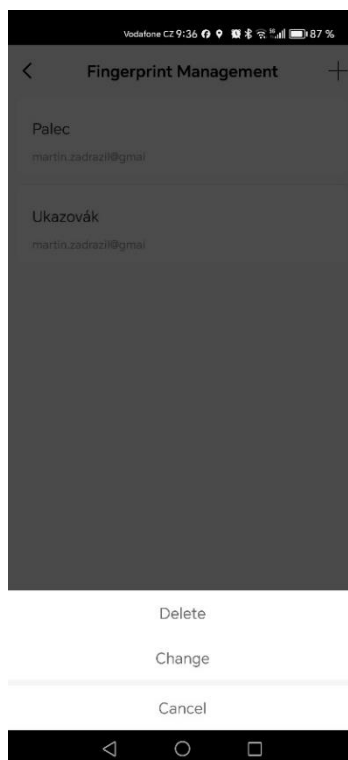 Vodafone CZ 9:36 87 %
Fingerprint Management
Palec
martin.zadrazil@gmai
Ukazovák
martin.zadrazil@gmai
Delete
Change
Cancel